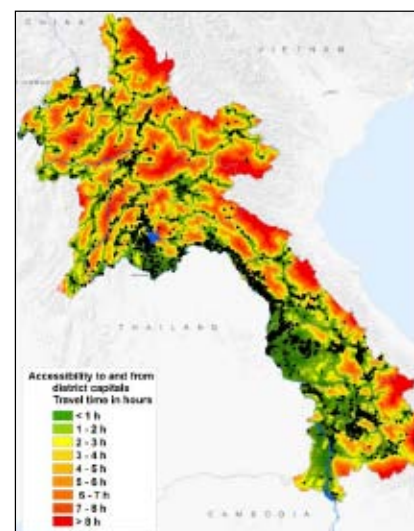 CHINA
VIETNAM
THAILAND
Accessibility to and from
district capitals
Travel time in hours
< 1 h
1 - 2 h
2 - 3 h
3 - 4 h
4 - 5 h
5 - 6 h
6 - 7 h
7 - 8 h
> 8 h
CAMBODIA